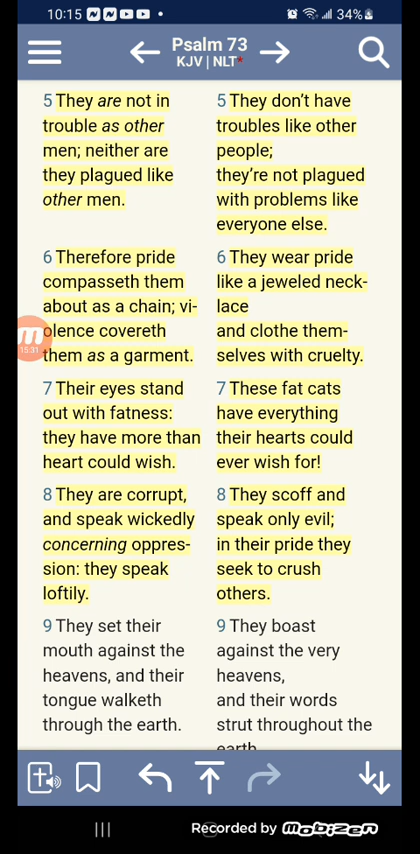 10:15
34%
Psalm 73
KJV | NLT*
5 They are not in
trouble as other
men; neither are
they plagued like
other men.
5 They don't have
troubles like other
people;
they're not plagued
with problems like
everyone else.
6 Therefore pride
compasseth them
about as a chain; vi-
olence covereth
them as a garment.
6 They wear pride
like a jeweled neck-
lace
and clothe them-
selves with cruelty.
15:31
7 Their eyes stand
out with fatness:
they have more than
heart could wish.
7 These fat cats
have everything
their hearts could
ever wish for!
8 They are corrupt,
and speak wickedly
concerning oppres-
sion: they speak
loftily.
8 They scoff and
speak only evil;
in their pride they
seek to crush
others.
9 They set their
mouth against the
heavens, and their
tongue walketh
through the earth.
9 They boast
against the very
heavens,
and their words
strut throughout the
earth
Recorded by mobizen